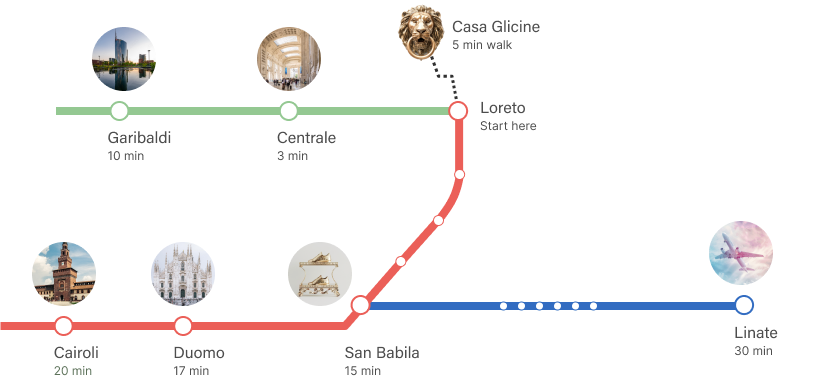 Casa Glicine
5 min walk
Loreto
Start here
Garibaldi
10 min
Centrale
3 min
Cairoli
20 min
Duomo
17 min
San Babila
15 min
Linate
30 min